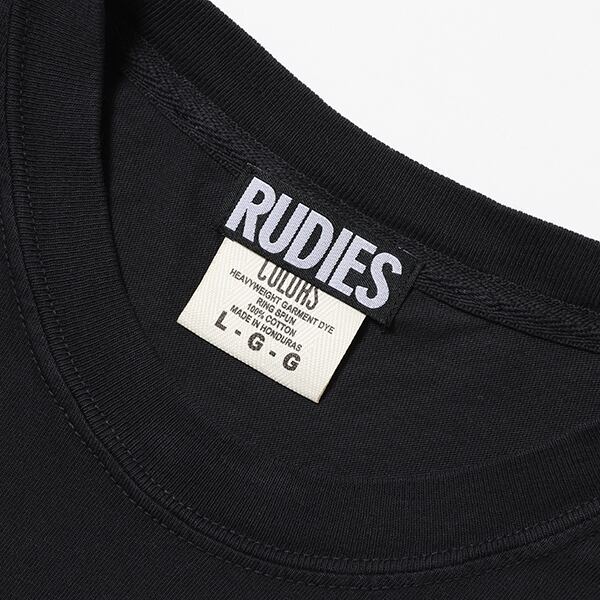 RUDIES
COLORS
HEAVYWEIGHT GARMENT DYE
RING SPUN
100% COTTON
MADE IN HONDURAS
L - G - G